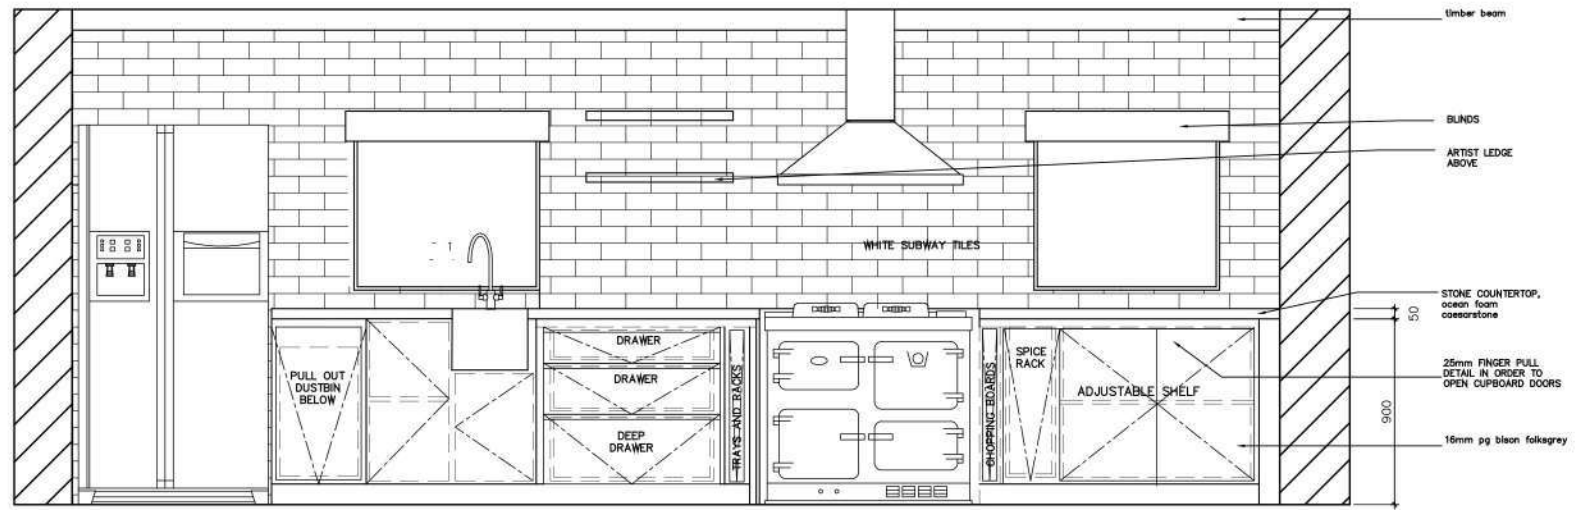 timber beam
BLINDS
ARTIST LEDGE
ABOVE
WHITE SUBWAY TILES
STONE COUNTERTOP,
ocean foam
caesarstone
50
PULL OUT
DUSTBIN
BELOW
DRAWER
DRAWER
DEEP
DRAWER
TRAYS AND RACKS
CHOPPING BOARDS
SPICE
RACK
ADJUSTABLE SHELF
25mm FINGER PULL
DETAIL IN ORDER TO
OPEN CUPBOARD DOORS
900
16mm pg bison folksgrey